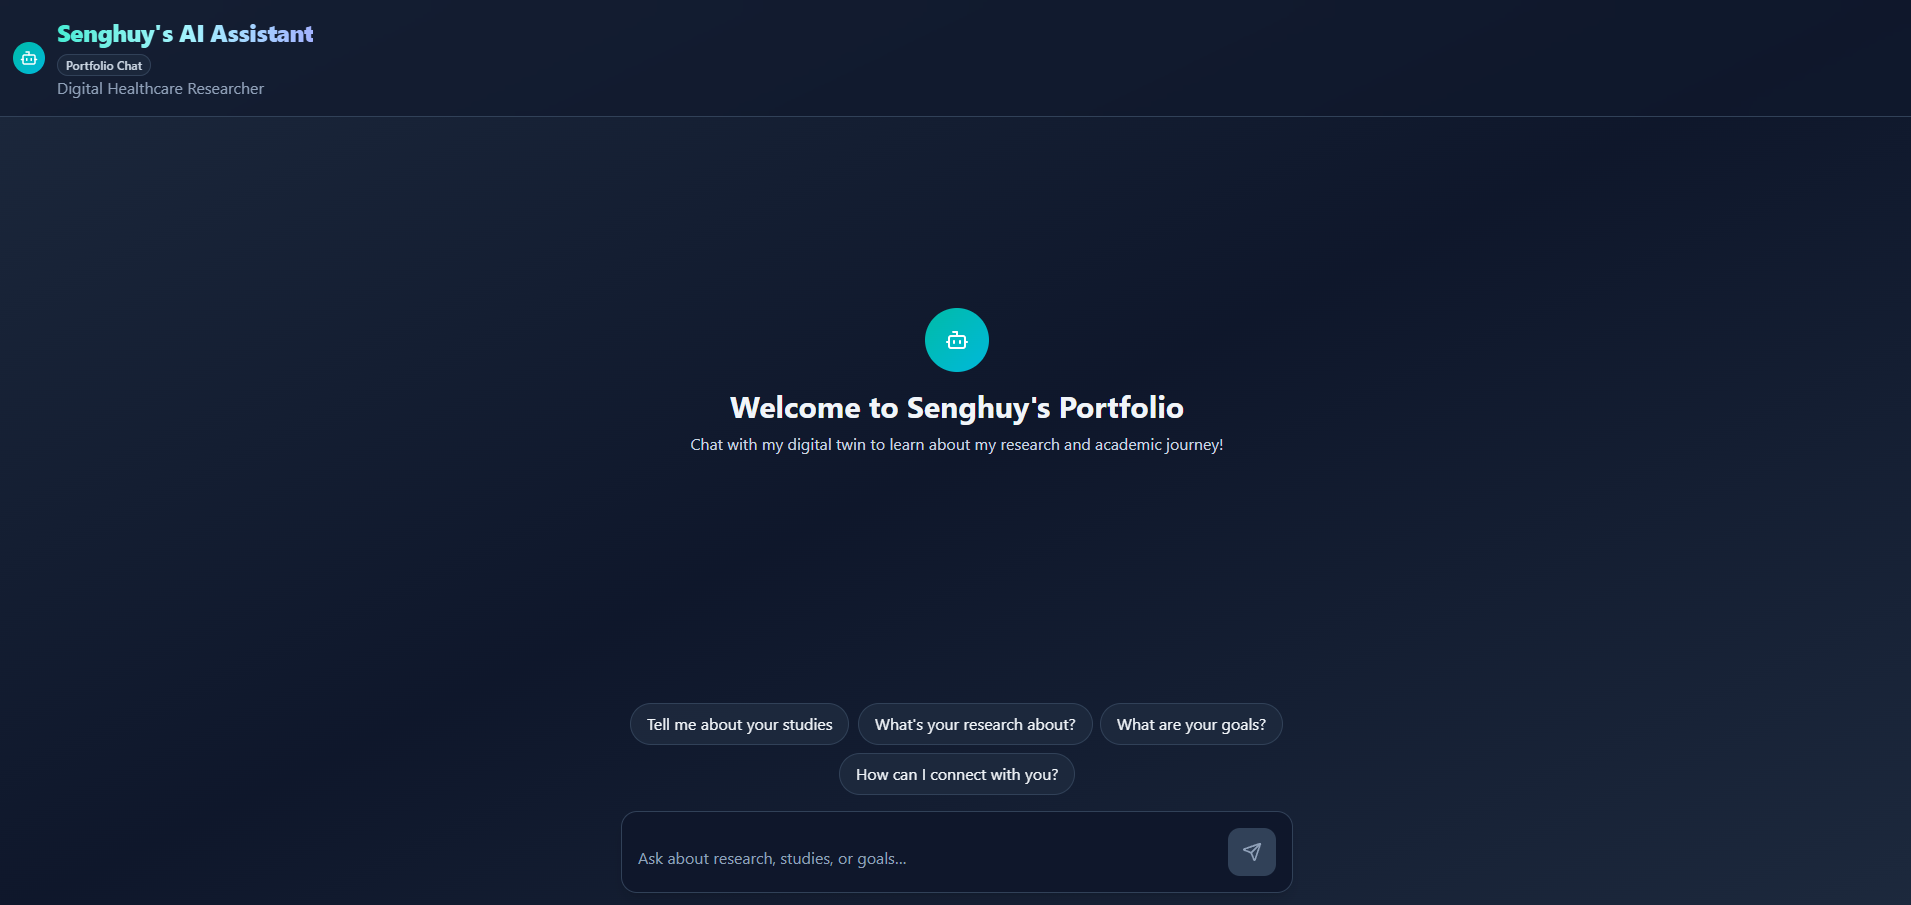 Senghuy's AI Assistant
Portfolio Chat
Digital Healthcare Researcher
Welcome to Senghuy's Portfolio
Chat with my digital twin to learn about my research and academic journey!
Tell me about your studies
What's your research about?
What are your goals?
How can I connect with you?
Ask about research, studies, or goals...